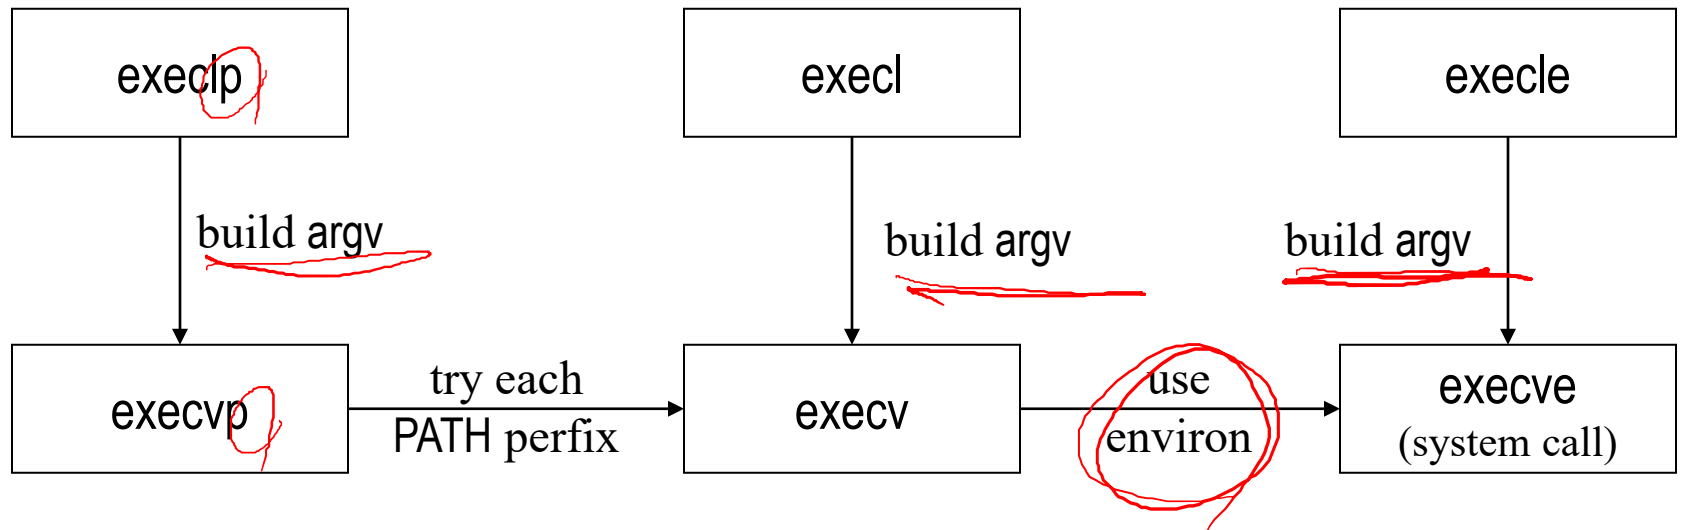 execlp
execl
execle
build argv
build argv
build argv
execvp
try each
PATH perfix
execv
use
environ
execve
(system call)